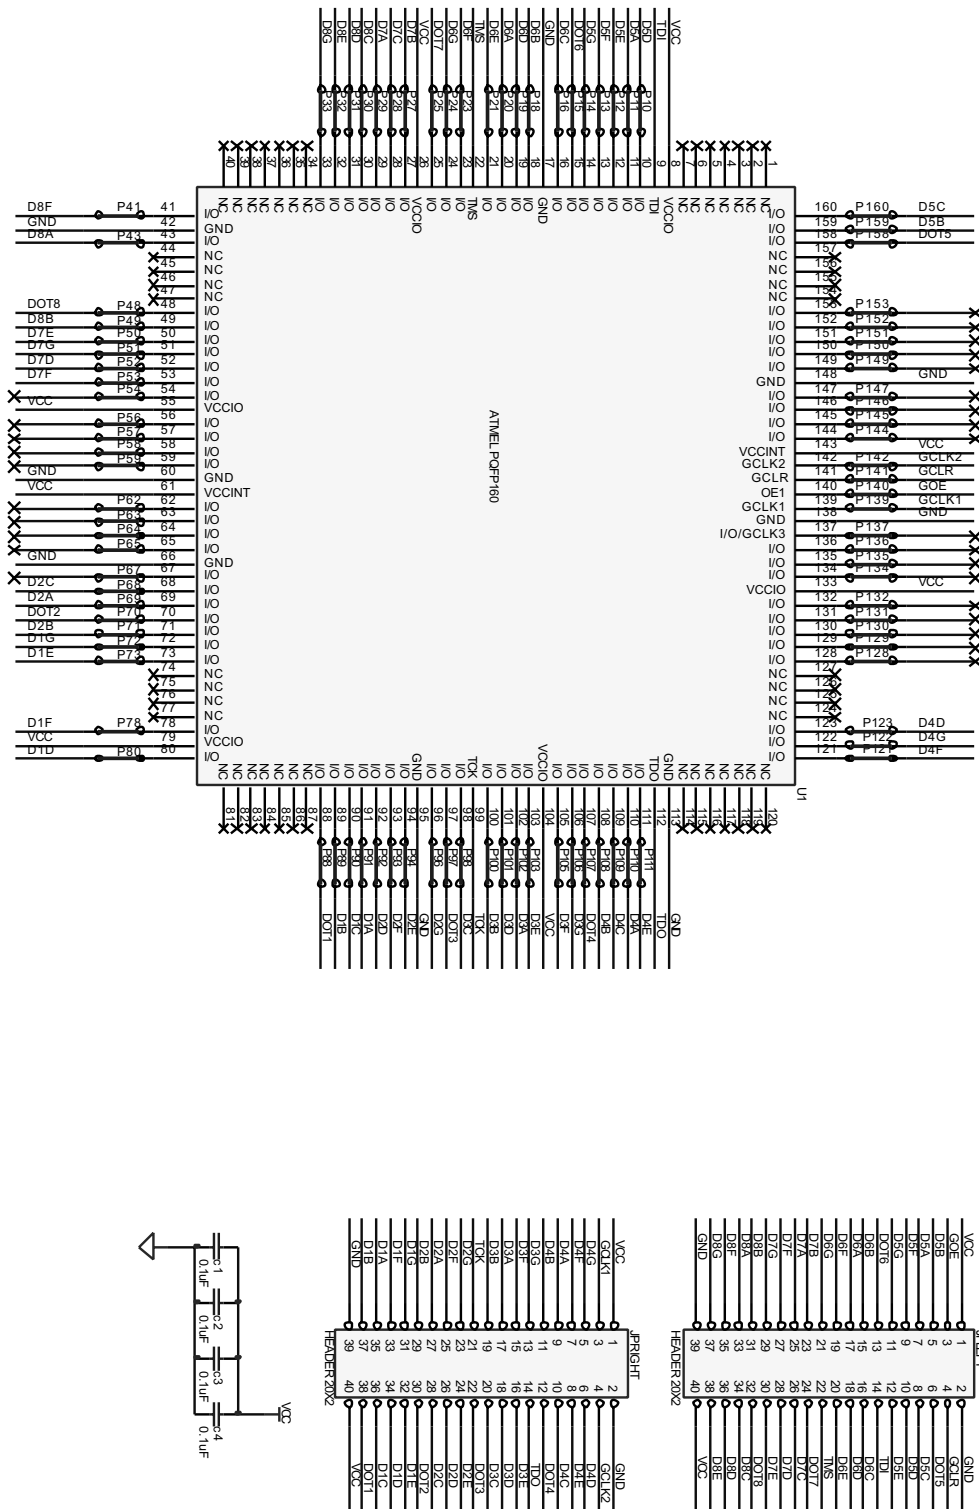 D8G D8E D8D D8C D7A D7C D7B VCC DOT7 D6G D6F TMS D6E D6A D6D D6B GND D6C DOT6 D5G D5F D5E D5A D5D TDI VCC
P33 P32 P31 P30 P29 P28 P27 P25 P24 P23 P21 P20 P19 P18 P16 P15 P14 P13 P12 P11 P10
40 39 38 37 36 35 34 33 32 31 30 29 28 27 26 25 24 23 22 21 20 19 18 17 16 15 14 13 12 11 10 9 8 7 6 5 4 3 2 1
NC NC NC NC NC NC NC I/O I/O I/O I/O I/O I/O I/O VCCIO I/O I/O I/O TMS I/O I/O I/O I/O GND I/O I/O I/O I/O I/O I/O I/O TDI VCCIO NC NC NC NC NC NC NC
D8F P41 41 I/O
GND 42 GND
D8A P43 43 I/O
44 NC
45 NC
46 NC
47 NC
DOT8 P48 48 I/O
D8B P49 49 I/O
D7E P50 50 I/O
D7G P51 51 I/O
D7D P52 52 I/O
D7F P53 53 I/O
P54 54 I/O
VCC 55 VCCIO
P56 56 I/O
P57 57 I/O
P58 58 I/O
P59 59 I/O
GND 60 GND
VCC 61 VCCINT
P62 62 I/O
P63 63 I/O
P64 64 I/O
P65 65 I/O
GND 66 GND
P67 67 I/O
D2C P68 68 I/O
D2A P69 69 I/O
DOT2 P70 70 I/O
D2B P71 71 I/O
D1G P72 72 I/O
D1E P73 73 I/O
74 NC
75 NC
76 NC
77 NC
D1F P78 78 I/O
VCC 79 VCCIO
D1D P80 80 I/O
ATMEL PQFP160
I/O 160 P160 D5C
I/O 159 P159 D5B
I/O 158 P158 DOT5
NC 157
NC 156
NC 155
NC 154
I/O 153 P153
I/O 152 P152
I/O 151 P151
I/O 150 P150
I/O 149 P149
GND 148 GND
I/O 147 P147
I/O 146 P146
I/O 145 P145
I/O 144 P144
VCCINT 143 VCC
GCLK2 142 P142 GCLK2
GCLR 141 P141 GCLR
OE1 140 P140 GOE
GCLK1 139 P139 GCLK1
GND 138 GND
I/O/GCLK3 137 P137
I/O 136 P136
I/O 135 P135
I/O 134 P134
VCCIO 133 VCC
I/O 132 P132
I/O 131 P131
I/O 130 P130
I/O 129 P129
I/O 128 P128
NC 127
NC 126
NC 125
NC 124
I/O 123 P123 D4D
I/O 122 P122 D4G
I/O 121 P121 D4F
NC NC NC NC NC NC NC I/O I/O I/O I/O I/O I/O I/O GND I/O I/O I/O TCK I/O I/O I/O I/O VCCIO I/O I/O I/O I/O I/O I/O I/O TDO GND NC NC NC NC NC NC NC
U1
81 82 83 84 85 86 87 88 89 90 91 92 93 94 95 96 97 98 99 100 101 102 103 104 105 106 107 108 109 110 111 112 113 114 115 116 117 118 119 120
P88 P89 P90 P91 P92 P93 P94 P96 P97 P98 P100 P101 P102 P103 P105 P106 P107 P108 P109 P110 P111
DOT1 D1B D1C D1A D2D D2F D2E GND D2G DOT3 D3C TCK D3B D3D D3A D3E VCC D3F D3G DOT4 D4B D4C D4A D4E TDO GND
c1
0.1uF
c2
0.1uF
c3
0.1uF
c4
0.1uF
VCC
GND D1B D1A D1F D1G D2B D2A D2F D2G TCK D3B D3A D3F D3G D4B D4A D4F D4G GCLK1 VCC
JPRIGHT
39 37 35 33 31 29 27 25 23 21 19 17 15 13 11 9 7 5 3 1
40 38 36 34 32 30 28 26 24 22 20 18 16 14 12 10 8 6 4 2
HEADER 20X2
VCC DOT1 D1C D1D D1E DOT2 D2C D2D D2E DOT3 D3C D3D D3E TDO DOT4 D4C D4E D4D GCLK2 GND
GND D8G D8F D8A D8B D7G D7F D7A D7B D6G D6F D6A D6B DOT6 D5G D5F D5A D5B GOE VCC
39 37 35 33 31 29 27 25 23 21 19 17 15 13 11 9 7 5 3 1
40 38 36 34 32 30 28 26 24 22 20 18 16 14 12 10 8 6 4 2
HEADER 20X2
VCC D8E D8D D8C DOT8 D7E D7D D7C DOT7 TMS D6E D6D D6C TDI D5E D5D D5C DOT5 GCLR GND